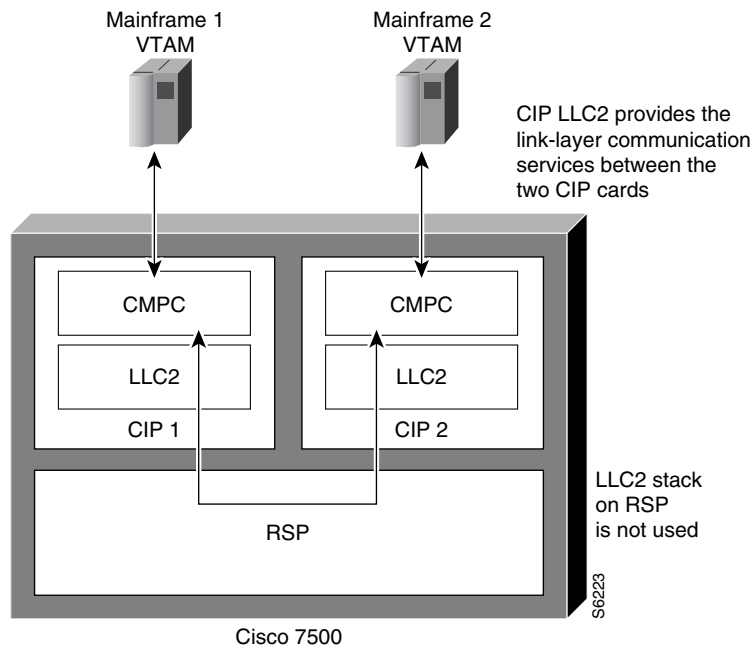 Mainframe 1
VTAM
Mainframe 2
VTAM
CIP LLC2 provides the
link-layer communication
services between the
two CIP cards
CMPC
CMPC
LLC2
LLC2
CIP 1
CIP 2
LLC2 stack
on RSP
is not used
RSP
S6223
Cisco 7500